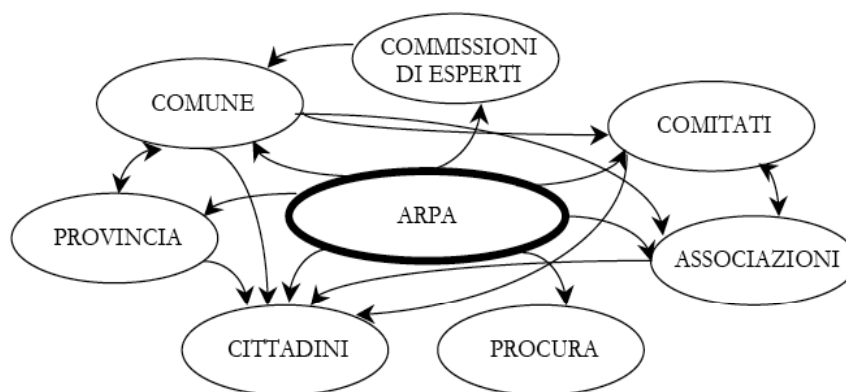 COMMISSIONI
DI ESPERTI
COMUNE
COMITATI
ARPA
PROVINCIA
ASSOCIAZIONI
CITTADINI
PROCURA